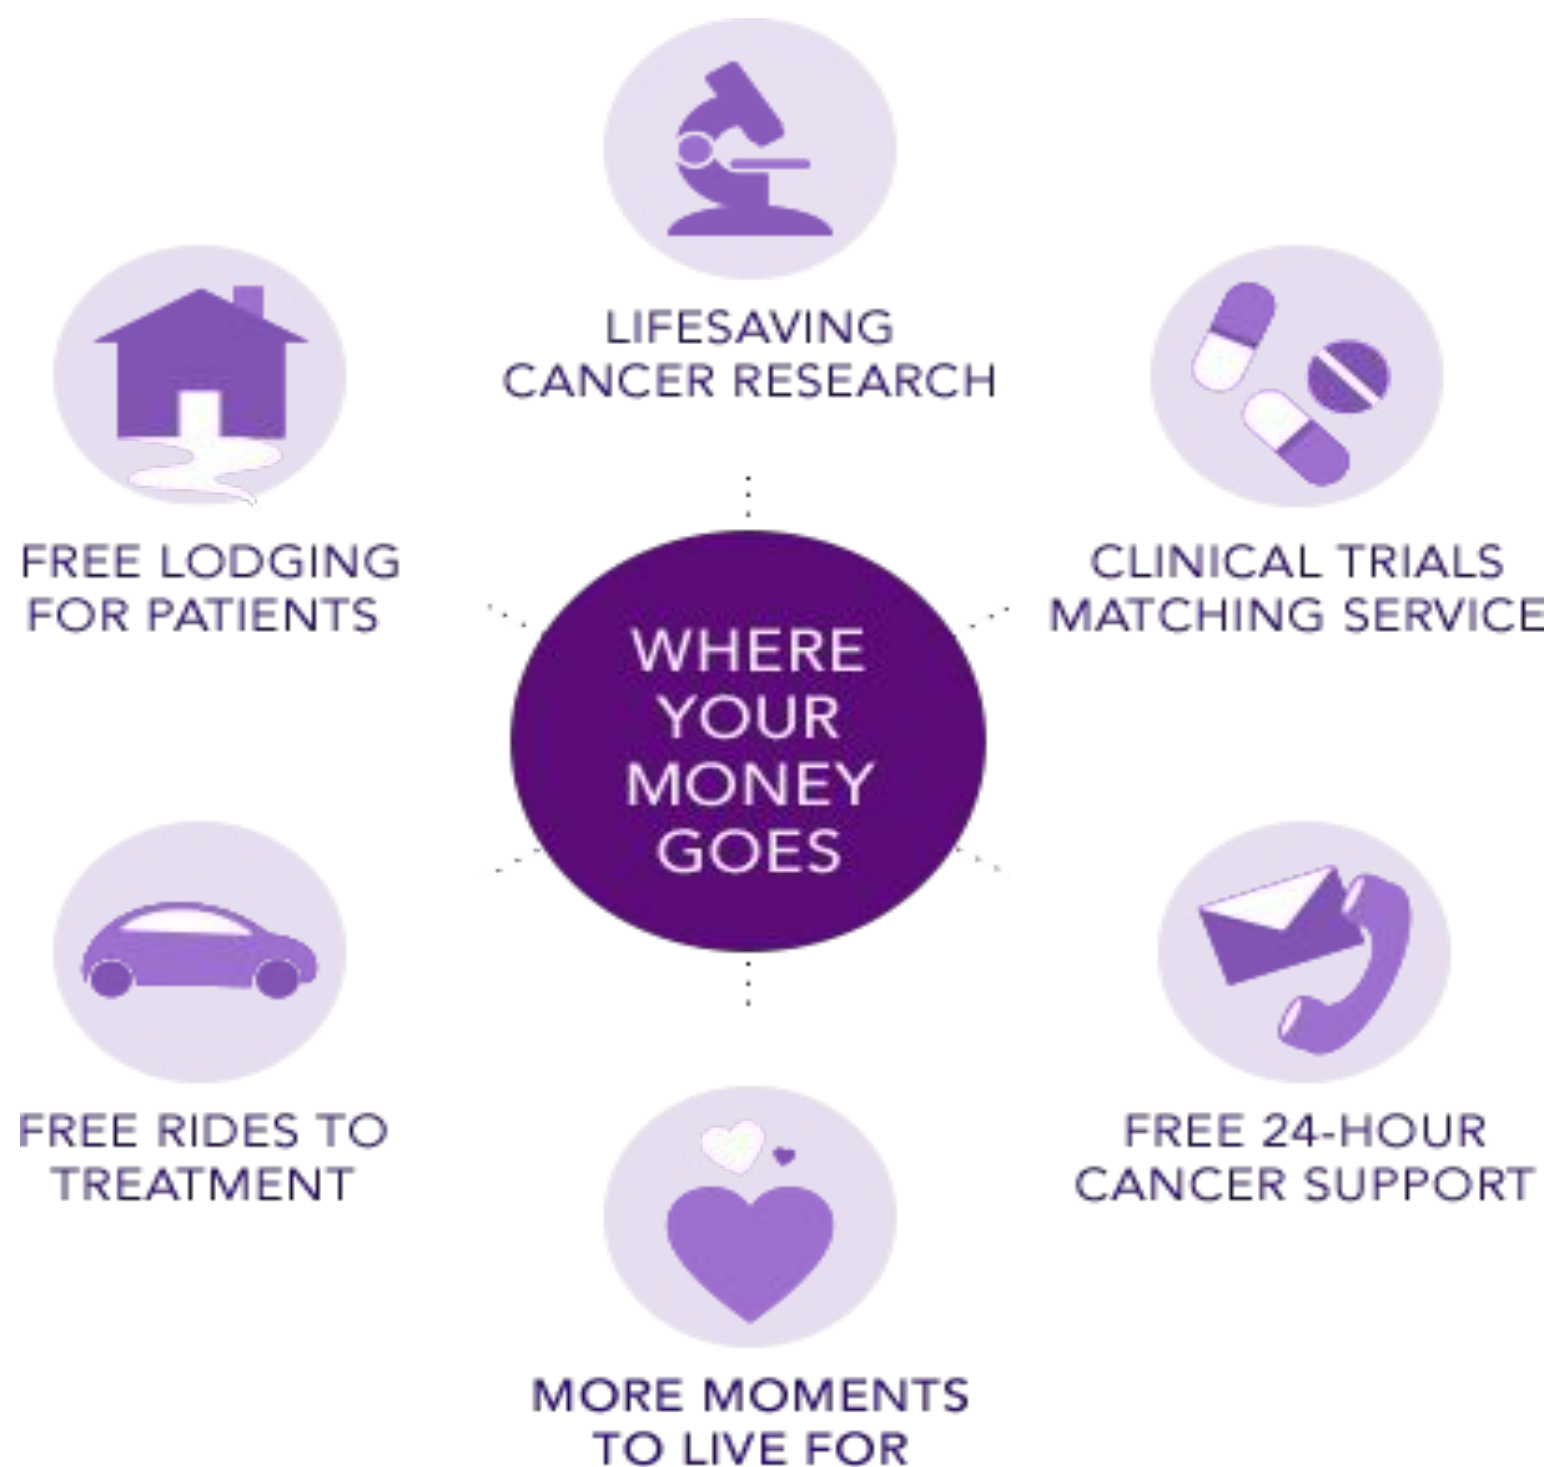 LIFESAVING
CANCER RESEARCH
FREE LODGING
FOR PATIENTS
CLINICAL TRIALS
MATCHING SERVICE
WHERE
YOUR
MONEY
GOES
FREE RIDES TO
TREATMENT
FREE 24-HOUR
CANCER SUPPORT
MORE MOMENTS
TO LIVE FOR